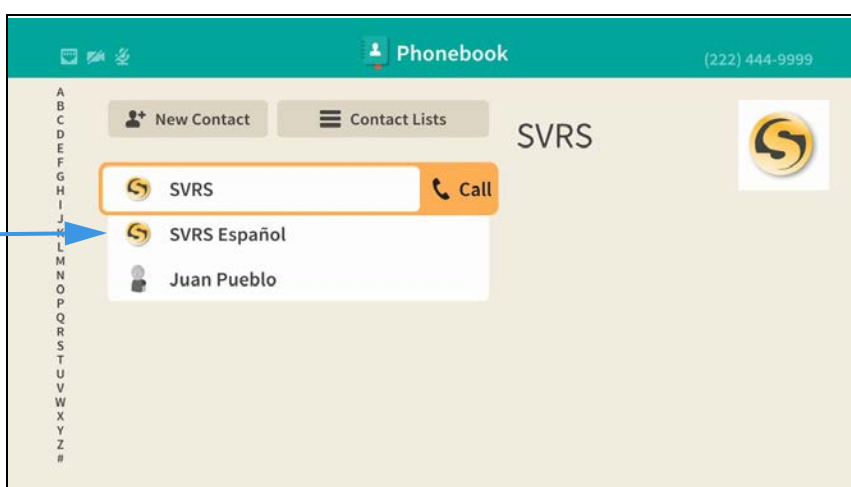 Phonebook
(222) 444-9999
A
B
C
D
E
F
G
H
I
J
K
L
M
N
O
P
Q
R
S
T
U
V
W
X
Y
Z
#
New Contact
Contact Lists
SVRS
SVRS
Call
SVRS Español
Juan Pueblo